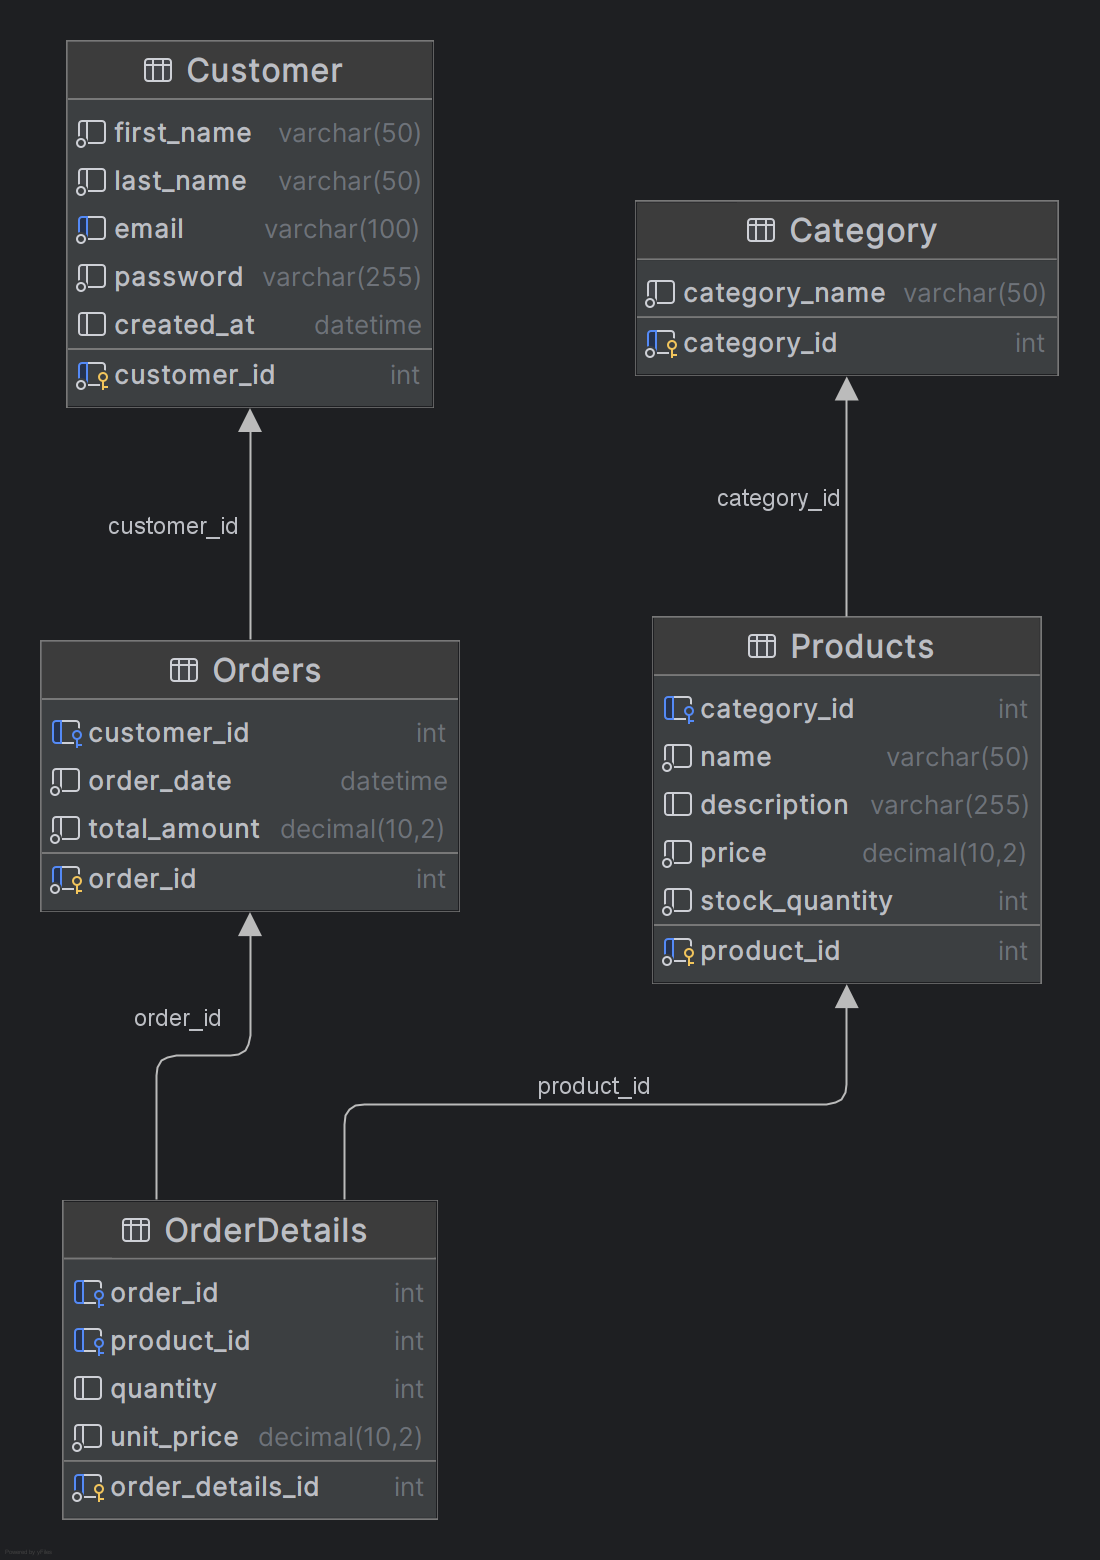 Customer
first_name varchar(50)
last_name varchar(50)
email varchar(100)
password varchar(255)
created_at datetime
customer_id int
Category
category_name varchar(50)
category_id int
customer_id
category_id
Orders
customer_id int
order_date datetime
total_amount decimal(10,2)
order_id int
Products
category_id int
name varchar(50)
description varchar(255)
price decimal(10,2)
stock_quantity int
product_id int
order_id
product_id
OrderDetails
order_id int
product_id int
quantity int
unit_price decimal(10,2)
order_details_id int
Powered by yFiles